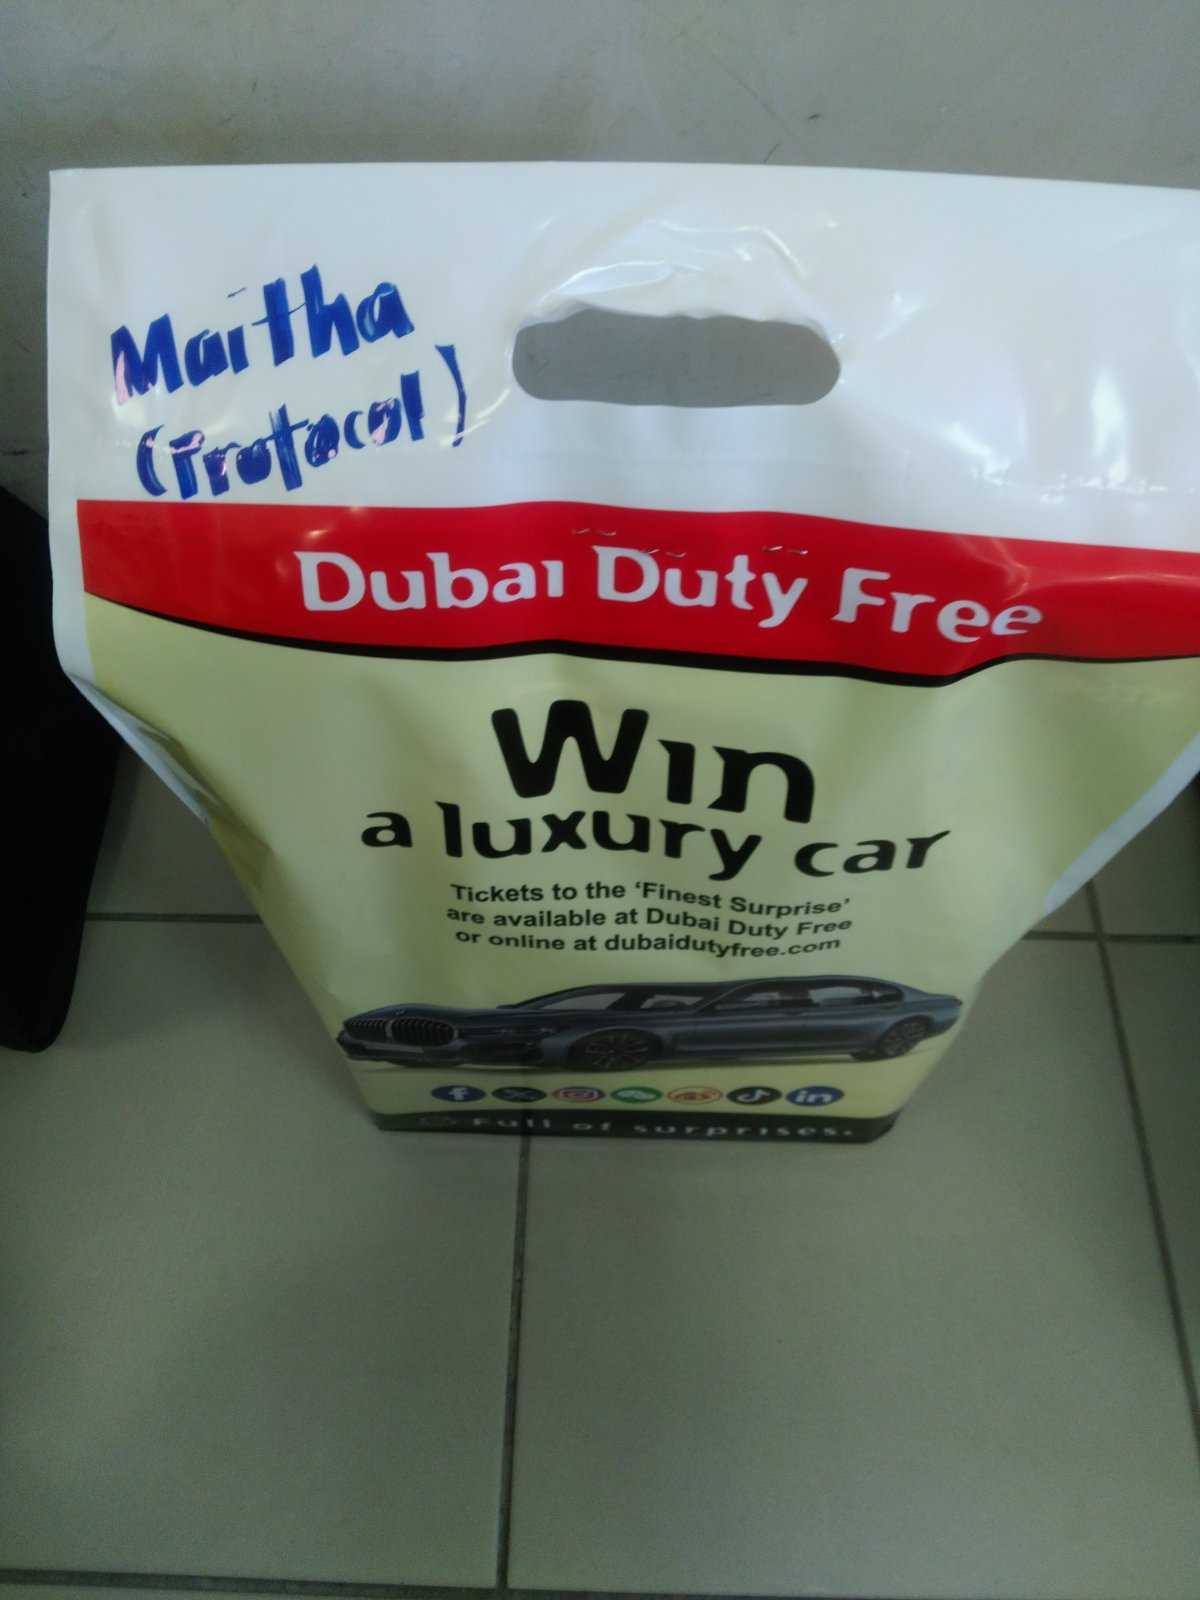 Maitha
(Protocol)
Dubai Duty Free
Win
a luxury car
Tickets to the ‘Finest Surprise’
are available at Dubai Duty Free
or online at dubaidutyfree.com
Full of surprises.